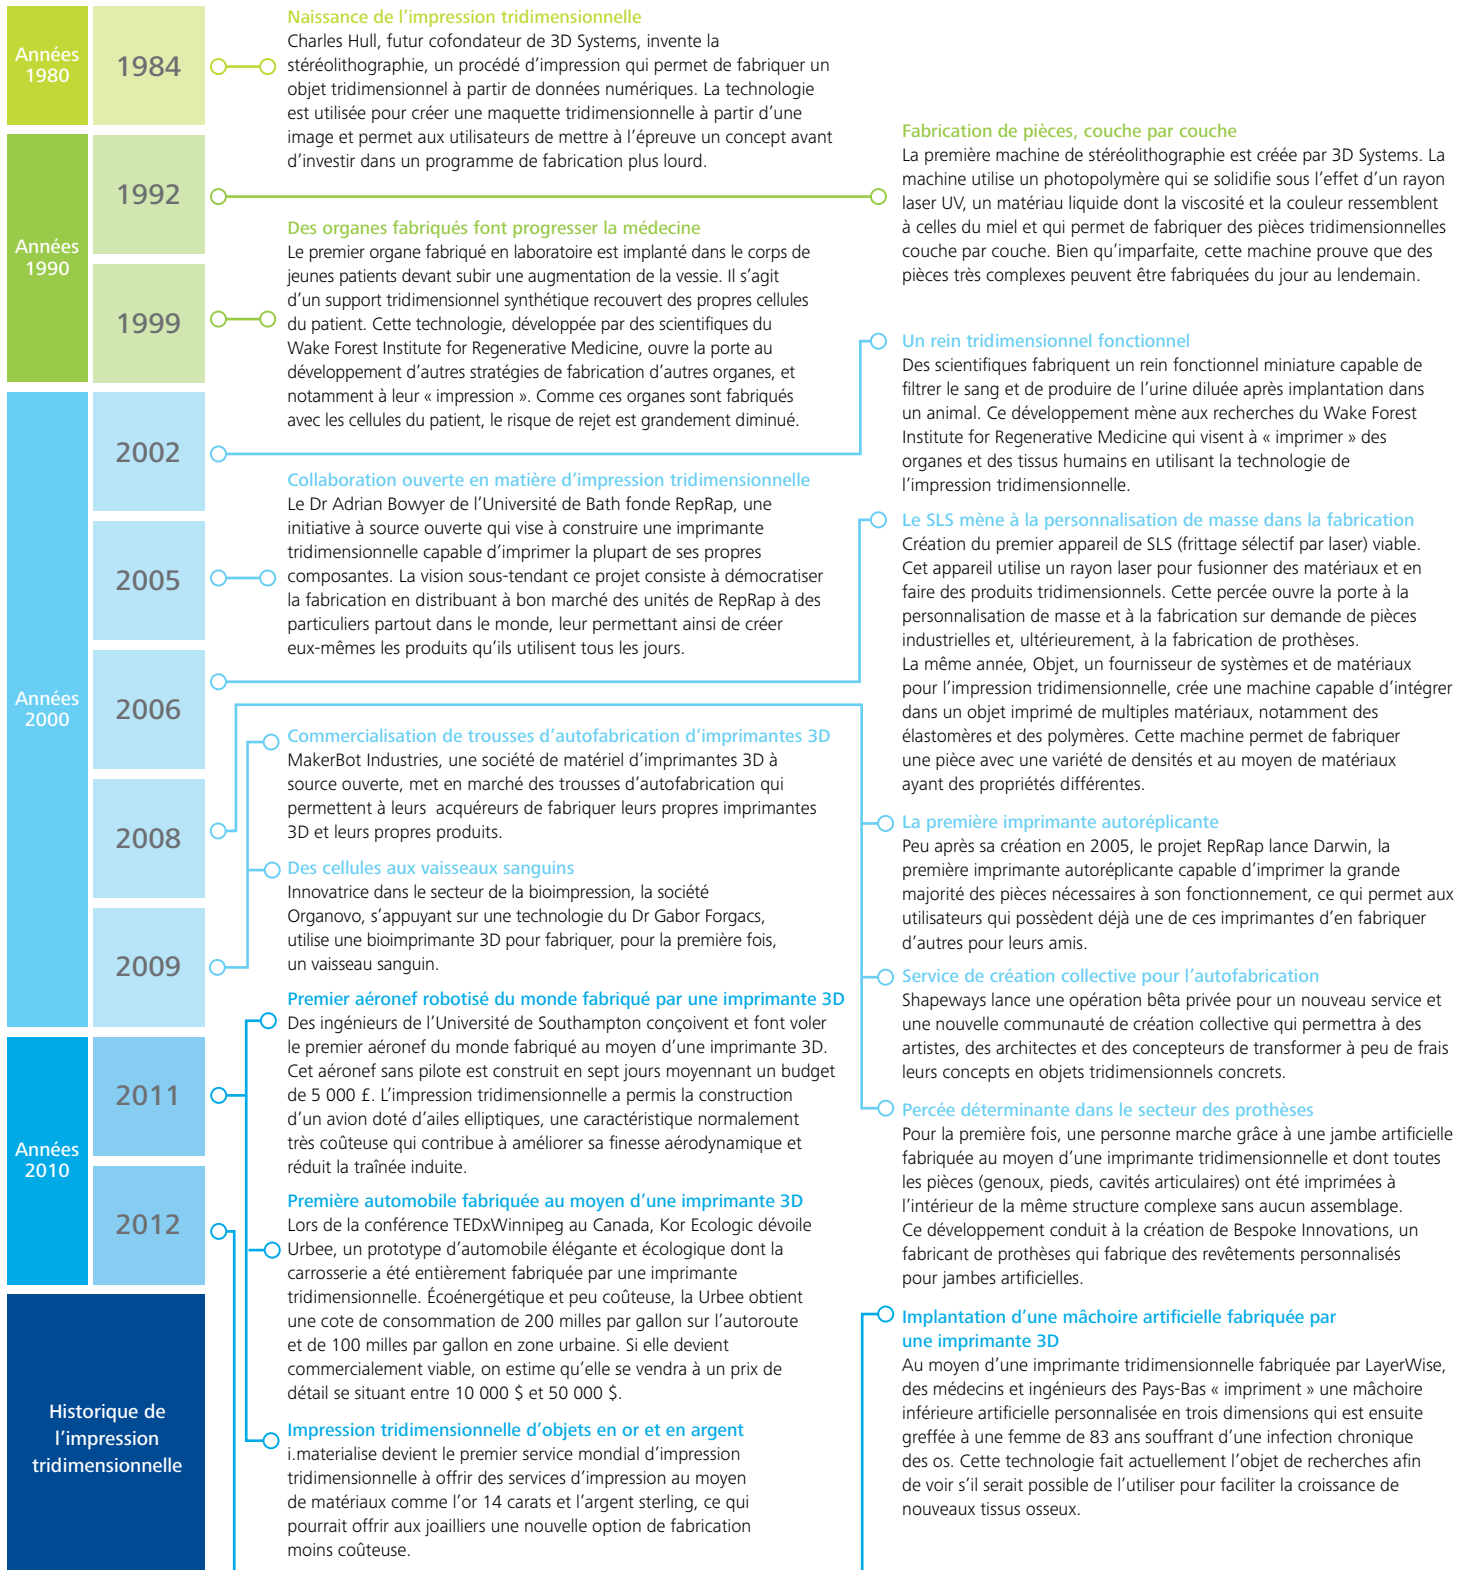 Années
1980
1984
Naissance de l’impression tridimensionnelle
Charles Hull, futur cofondateur de 3D Systems, invente la
stéréolithographie, un procédé d’impression qui permet de fabriquer un
objet tridimensionnel à partir de données numériques. La technologie
est utilisée pour créer une maquette tridimensionnelle à partir d’une
image et permet aux utilisateurs de mettre à l’épreuve un concept avant
d’investir dans un programme de fabrication plus lourd.
Années
1990
1992
Fabrication de pièces, couche par couche
La première machine de stéréolithographie est créée par 3D Systems. La
machine utilise un photopolymère qui se solidifie sous l’effet d’un rayon
laser UV, un matériau liquide dont la viscosité et la couleur ressemblent
à celles du miel et qui permet de fabriquer des pièces tridimensionnelles
couche par couche. Bien qu’imparfaite, cette machine prouve que des
pièces très complexes peuvent être fabriquées du jour au lendemain.
1999
Des organes fabriqués font progresser la médecine
Le premier organe fabriqué en laboratoire est implanté dans le corps de
jeunes patients devant subir une augmentation de la vessie. Il s’agit
d’un support tridimensionnel synthétique recouvert des propres cellules
du patient. Cette technologie, développée par des scientifiques du
Wake Forest Institute for Regenerative Medicine, ouvre la porte au
développement d’autres stratégies de fabrication d’autres organes, et
notamment à leur « impression ». Comme ces organes sont fabriqués
avec les cellules du patient, le risque de rejet est grandement diminué.
Années
2000
2002
Un rein tridimensionnel fonctionnel
Des scientifiques fabriquent un rein fonctionnel miniature capable de
filtrer le sang et de produire de l’urine diluée après implantation dans
un animal. Ce développement mène aux recherches du Wake Forest
Institute for Regenerative Medicine qui visent à « imprimer » des
organes et des tissus humains en utilisant la technologie de
l’impression tridimensionnelle.
2005
Collaboration ouverte en matière d’impression tridimensionnelle
Le Dr Adrian Bowyer de l’Université de Bath fonde RepRap, une
initiative à source ouverte qui vise à construire une imprimante
tridimensionnelle capable d’imprimer la plupart de ses propres
composantes. La vision sous-tendant ce projet consiste à démocratiser
la fabrication en distribuant à bon marché des unités de RepRap à des
particuliers partout dans le monde, leur permettant ainsi de créer
eux-mêmes les produits qu’ils utilisent tous les jours.
2006
Le SLS mène à la personnalisation de masse dans la fabrication
Création du premier appareil de SLS (frittage sélectif par laser) viable.
Cet appareil utilise un rayon laser pour fusionner des matériaux et en
faire des produits tridimensionnels. Cette percée ouvre la porte à la
personnalisation de masse et à la fabrication sur demande de pièces
industrielles et, ultérieurement, à la fabrication de prothèses.
La même année, Objet, un fournisseur de systèmes et de matériaux
pour l’impression tridimensionnelle, crée une machine capable d’intégrer
dans un objet imprimé de multiples matériaux, notamment des
élastomères et des polymères. Cette machine permet de fabriquer
une pièce avec une variété de densités et au moyen de matériaux
ayant des propriétés différentes.
2008
La première imprimante autoréplicante
Peu après sa création en 2005, le projet RepRap lance Darwin, la
première imprimante autoréplicante capable d’imprimer la grande
majorité des pièces nécessaires à son fonctionnement, ce qui permet aux
utilisateurs qui possèdent déjà une de ces imprimantes d’en fabriquer
d’autres pour leurs amis.
Service de création collective pour l’autofabrication
Shapeways lance une opération bêta privée pour un nouveau service et
une nouvelle communauté de création collective qui permettra à des
artistes, des architectes et des concepteurs de transformer à peu de frais
leurs concepts en objets tridimensionnels concrets.
Percée déterminante dans le secteur des prothèses
Pour la première fois, une personne marche grâce à une jambe artificielle
fabriquée au moyen d’une imprimante tridimensionnelle et dont toutes
les pièces (genoux, pieds, cavités articulaires) ont été imprimées à
l’intérieur de la même structure complexe sans aucun assemblage.
Ce développement conduit à la création de Bespoke Innovations, un
fabricant de prothèses qui fabrique des revêtements personnalisés
pour jambes artificielles.
2009
Commercialisation de trousses d’autofabrication d’imprimantes 3D
MakerBot Industries, une société de matériel d’imprimantes 3D à
source ouverte, met en marché des trousses d’autofabrication qui
permettent à leurs acquéreurs de fabriquer leurs propres imprimantes
3D et leurs propres produits.
Des cellules aux vaisseaux sanguins
Innovatrice dans le secteur de la bioimpression, la société
Organovo, s’appuyant sur une technologie du Dr Gabor Forgacs,
utilise une bioimprimante 3D pour fabriquer, pour la première fois,
un vaisseau sanguin.
Années
2010
2011
Premier aéronef robotisé du monde fabriqué par une imprimante 3D
Des ingénieurs de l’Université de Southampton conçoivent et font voler
le premier aéronef du monde fabriqué au moyen d’une imprimante 3D.
Cet aéronef sans pilote est construit en sept jours moyennant un budget
de 5 000 £. L’impression tridimensionnelle a permis la construction
d’un avion doté d’ailes elliptiques, une caractéristique normalement
très coûteuse qui contribue à améliorer sa finesse aérodynamique et
réduit la traînée induite.
Première automobile fabriquée au moyen d’une imprimante 3D
Lors de la conférence TEDxWinnipeg au Canada, Kor Ecologic dévoile
Urbee, un prototype d’automobile élégante et écologique dont la
carrosserie a été entièrement fabriquée par une imprimante
tridimensionnelle. Écoénergétique et peu coûteuse, la Urbee obtient
une cote de consommation de 200 milles par gallon sur l’autoroute
et de 100 milles par gallon en zone urbaine. Si elle devient
commercialement viable, on estime qu’elle se vendra à un prix de
détail se situant entre 10 000 $ et 50 000 $.
Impression tridimensionnelle d’objets en or et en argent
i.materialise devient le premier service mondial d’impression
tridimensionnelle à offrir des services d’impression au moyen
de matériaux comme l’or 14 carats et l’argent sterling, ce qui
pourrait offrir aux joailliers une nouvelle option de fabrication
moins coûteuse.
2012
Implantation d’une mâchoire artificielle fabriquée par
une imprimante 3D
Au moyen d’une imprimante tridimensionnelle fabriquée par LayerWise,
des médecins et ingénieurs des Pays-Bas « impriment » une mâchoire
inférieure artificielle personnalisée en trois dimensions qui est ensuite
greffée à une femme de 83 ans souffrant d’une infection chronique
des os. Cette technologie fait actuellement l’objet de recherches afin
de voir s’il serait possible de l’utiliser pour faciliter la croissance de
nouveaux tissus osseux.
Historique de
l’impression
tridimensionnelle